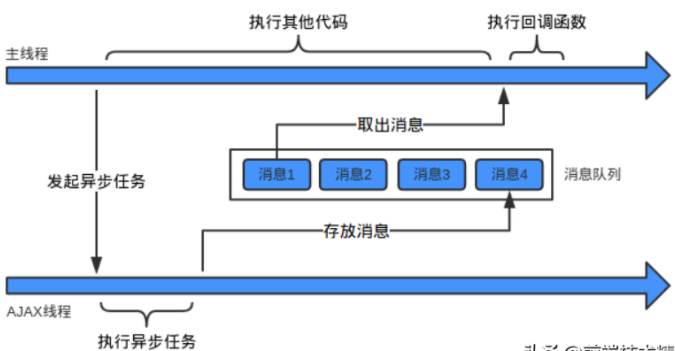 执行其他代码
执行回调函数
主线程
取出消息
消息1
消息2
消息3
消息4
消息队列
发起异步任务
存放消息
AJAX线程
执行异步任务